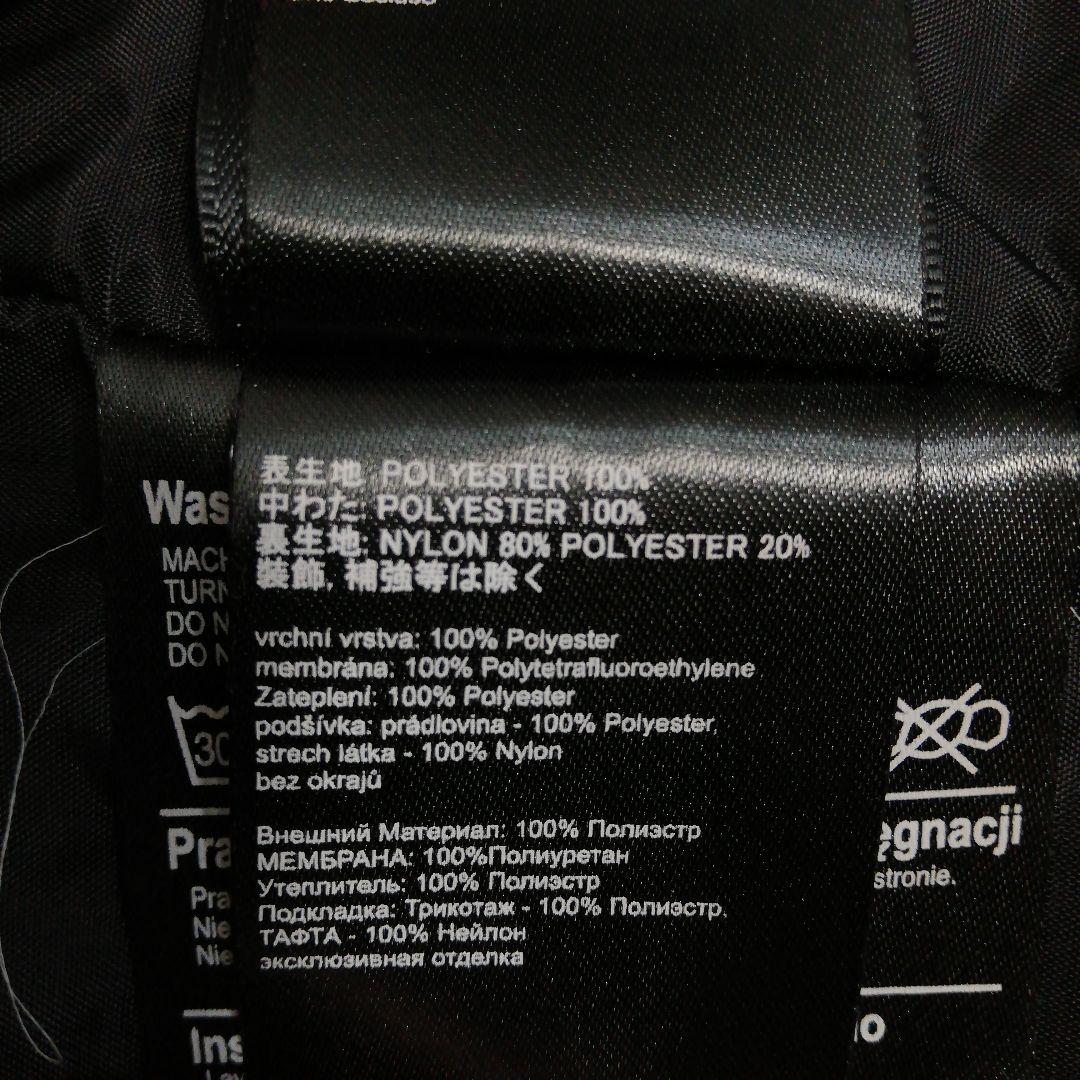 表生地: POLYESTER 100%
中わた: POLYESTER 100%
裏生地: NYLON 80% POLYESTER 20%
装飾, 補強等は除く
vrchní vrstva: 100% Polyester
membrána: 100% Polytetrafluoroethylene
Zateplení: 100% Polyester
podšívka: prádlovina - 100% Polyester,
strech látka - 100% Nylon
bez okrajů
Внешний Материал: 100% Полиэстр
МЕМБРАНА: 100%Полиуретан
Утеплитель: 100% Полиэстр
Подкладка: Трикотаж - 100% Полиэстр,
ТАФТА - 100% Нейлон
эксклюзивная отделка
Was
MACH
TURN
DO N
DO N
30
Pra
Pra
Nie
Nie
Ins
egnacji
stronie.